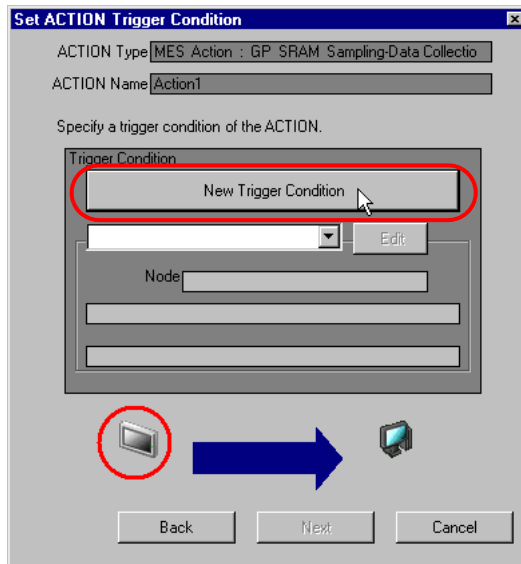 Set ACTION Trigger Condition
ACTION Type MES Action : GP SRAM Sampling-Data Collectio
ACTION Name Action1
Specify a trigger condition of the ACTION.
Trigger Condition
New Trigger Condition
Edit
Node
Back Next Cancel